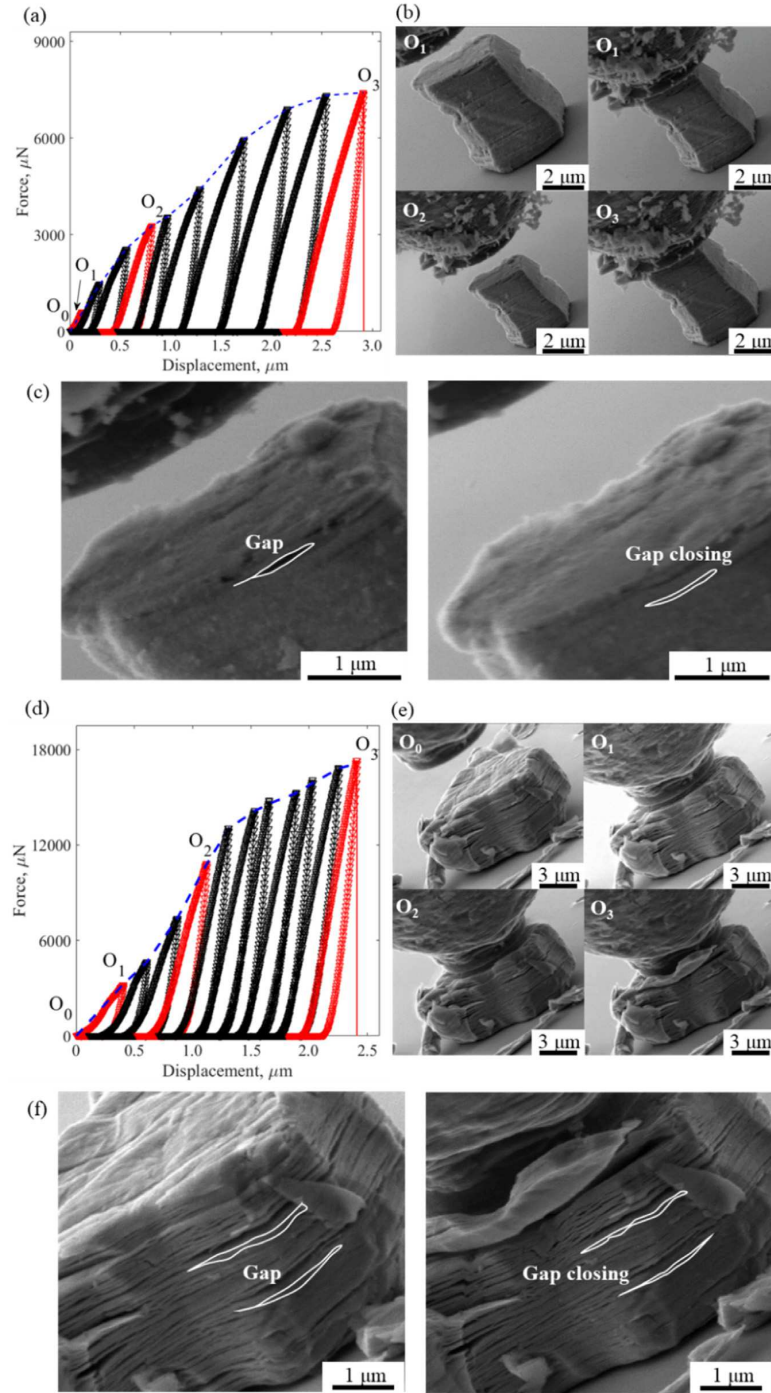 (a)
9000
6000
3000
0
Force, µN
0
0.5
1.0
1.5
2.0
2.5
3.0
Displacement, µm
O0
O1
O2
O3
(b)
O1
O1
2 µm
2 µm
O2
O3
2 µm
2 µm
(c)
Gap
1 µm
Gap closing
1 µm
(d)
18000
12000
6000
0
Force, µN
0
0.5
1.0
1.5
2.0
2.5
Displacement, µm
O0
O1
O2
O3
(e)
O0
O1
3 µm
3 µm
O2
O3
3 µm
3 µm
(f)
Gap
1 µm
Gap closing
1 µm